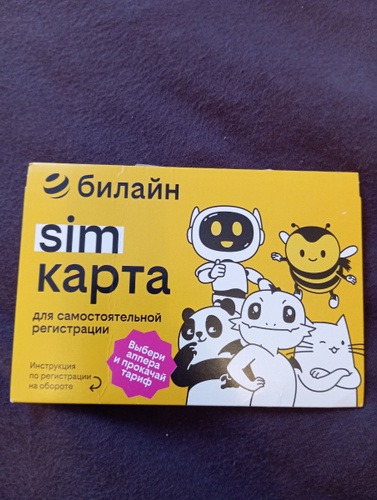 билайн
sim
карта
для самостоятельной
регистрации
Выбери
аппера
и прокачай
тариф
Инструкция
по регистрации
на обороте